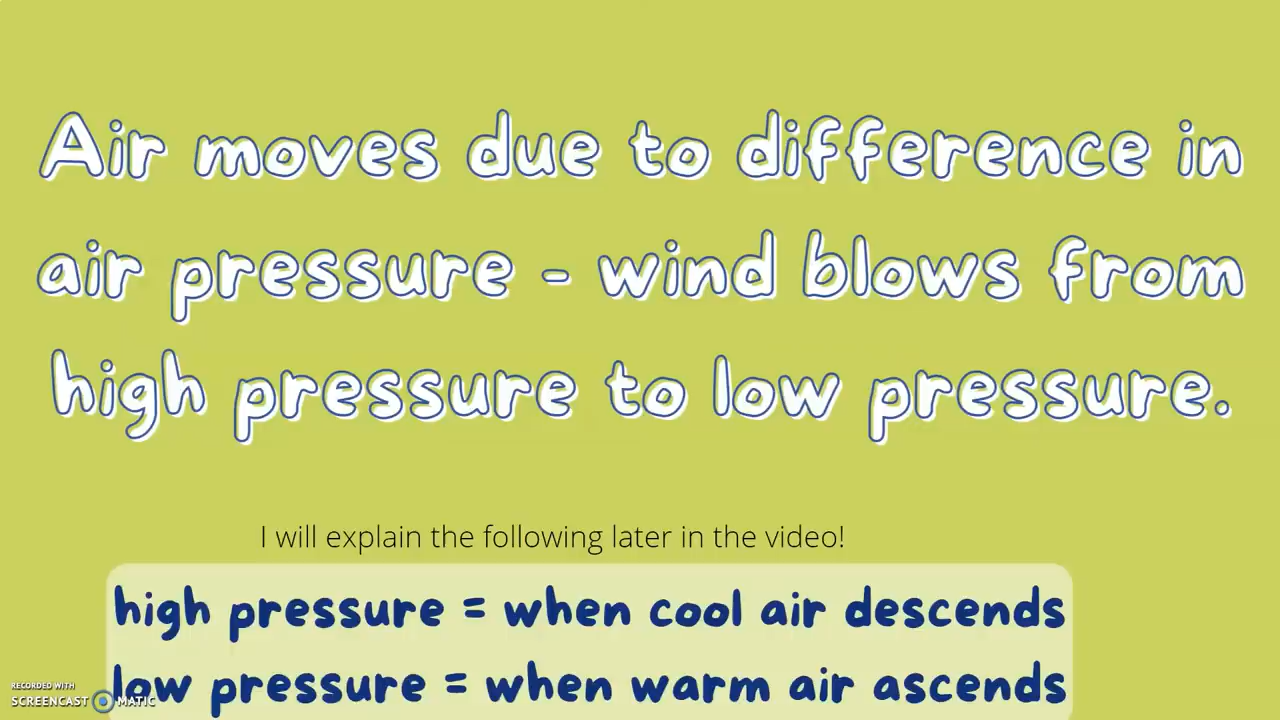 Air moves due to difference in
air pressure - wind blows from
high pressure to low pressure.
I will explain the following later in the video!
high pressure = when cool air descends
low pressure = when warm air ascends
RECORDED WITH
SCREENCAST MATIC